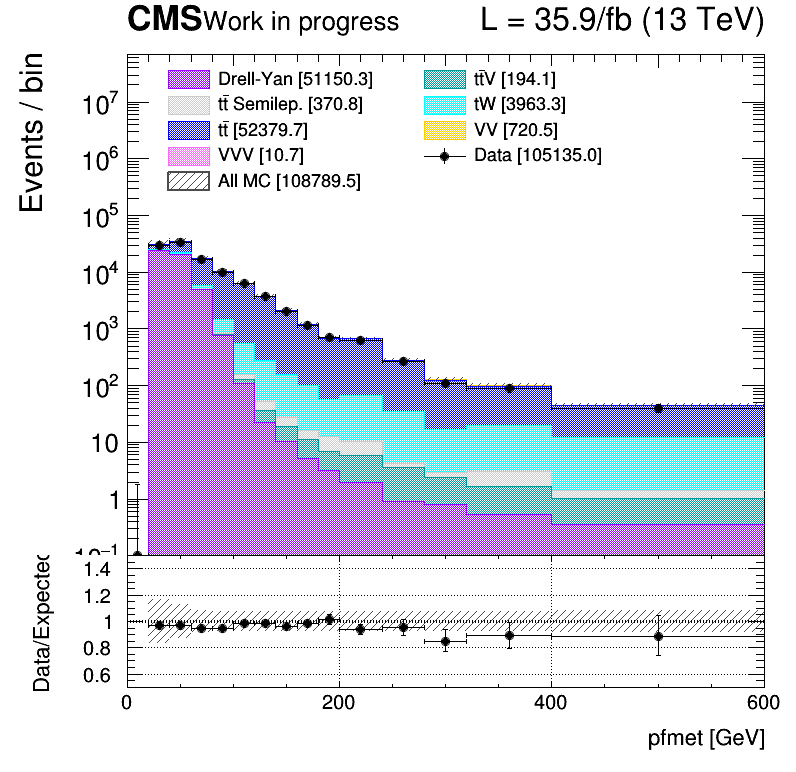 CMS Work in progress L = 35.9/fb (13 TeV)
Events / bin
Drell-Yan [51150.3]
tt̄ Semilep. [370.8]
tt̄ [52379.7]
VVV [10.7]
All MC [108789.5]
tt̄V [194.1]
tW [3963.3]
VV [720.5]
Data [105135.0]
10⁷
10⁶
10⁵
10⁴
10³
10²
10
1
10⁻¹
Data/Expected
1.4
1.2
1
0.8
0.6
0 200 400 600
pfmet [GeV]